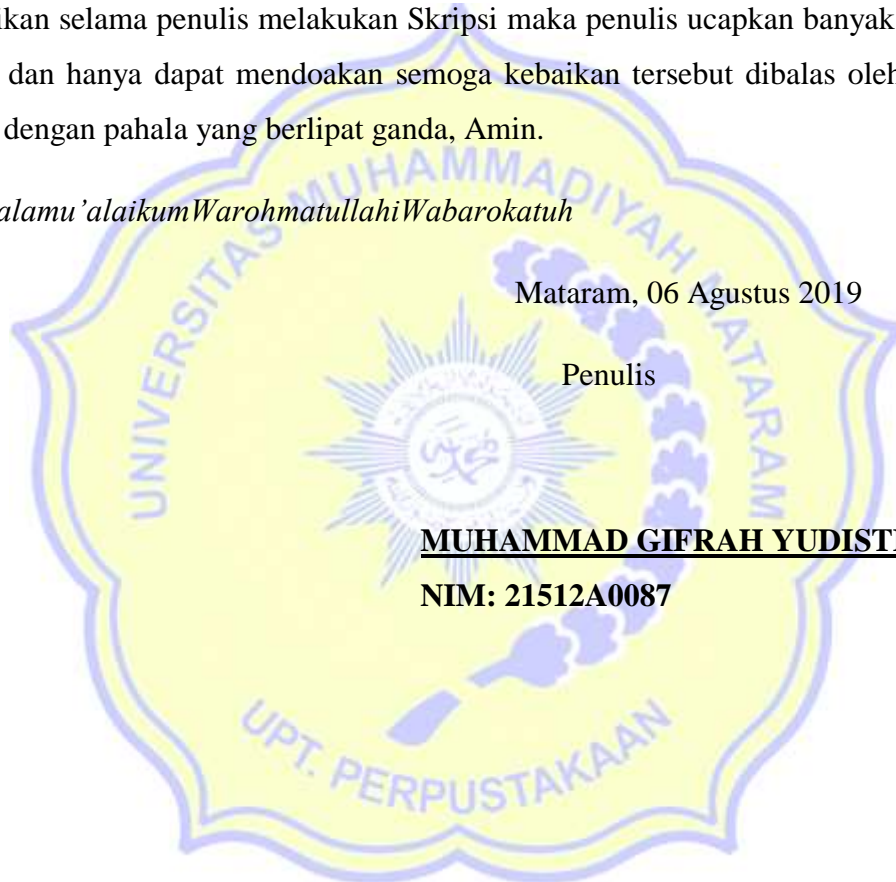 ikan selama penulis melakukan Skripsi maka penulis ucapkan banyak
dan hanya dapat mendoakan semoga kebaikan tersebut dibalas oleh
dengan pahala yang berlipat ganda, Amin.
alamu’alaikumWarohmatullahiWabarokatuh
UNIVERSITAS MUHAMMADIYAH MATARAM
Mataram, 06 Agustus 2019
Penulis
MUHAMMAD GIFRAH YUDIST
NIM: 21512A0087
UPT. PERPUSTAKAAN